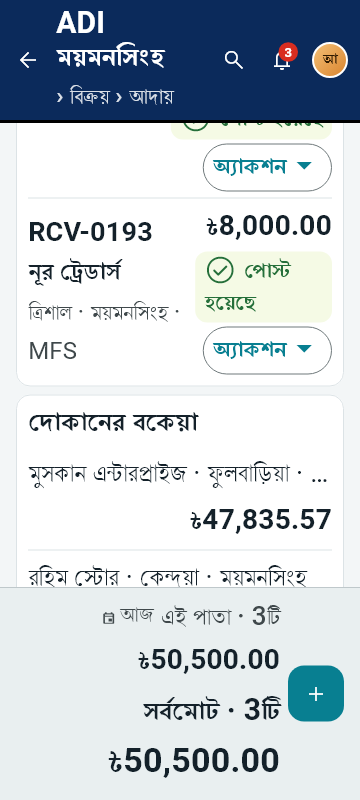 ADI
ময়মনসিংহ
› বিক্রয় › আদায়
3
আ
পোস্ট হয়েছে
অ্যাকশন
RCV-0193
৳8,000.00
নূর ট্রেডার্স
পোস্ট হয়েছে
ত্রিশাল · ময়মনসিংহ ·
MFS
অ্যাকশন
দোকানের বকেয়া
মুসকান এন্টারপ্রাইজ · ফুলবাড়িয়া · ...
৳47,835.57
রহিম স্টোর · কেন্দুয়া · ময়মনসিংহ
আজ এই পাতা · 3টি
৳50,500.00
সর্বমোট · 3টি
৳50,500.00